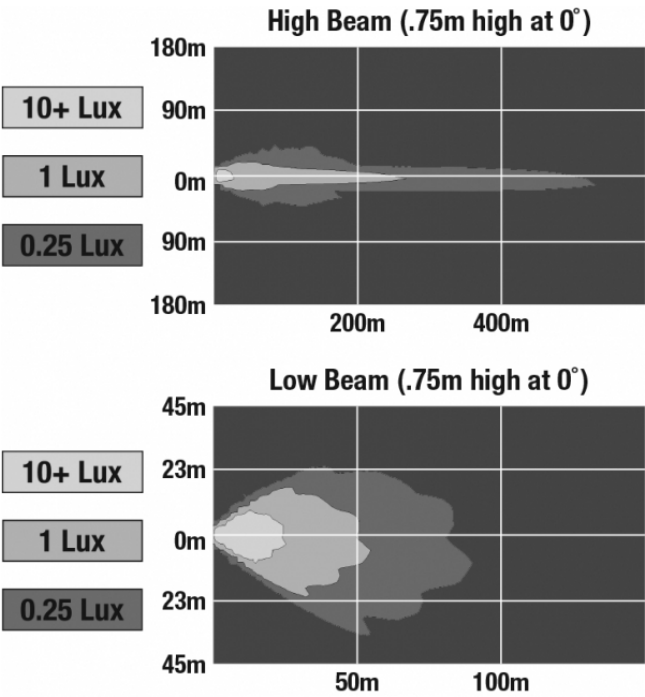 High Beam (.75m high at 0°)
180m
90m
0m
90m
180m
200m 400m
10+ Lux
1 Lux
0.25 Lux
Low Beam (.75m high at 0°)
45m
23m
0m
23m
45m
50m 100m
10+ Lux
1 Lux
0.25 Lux